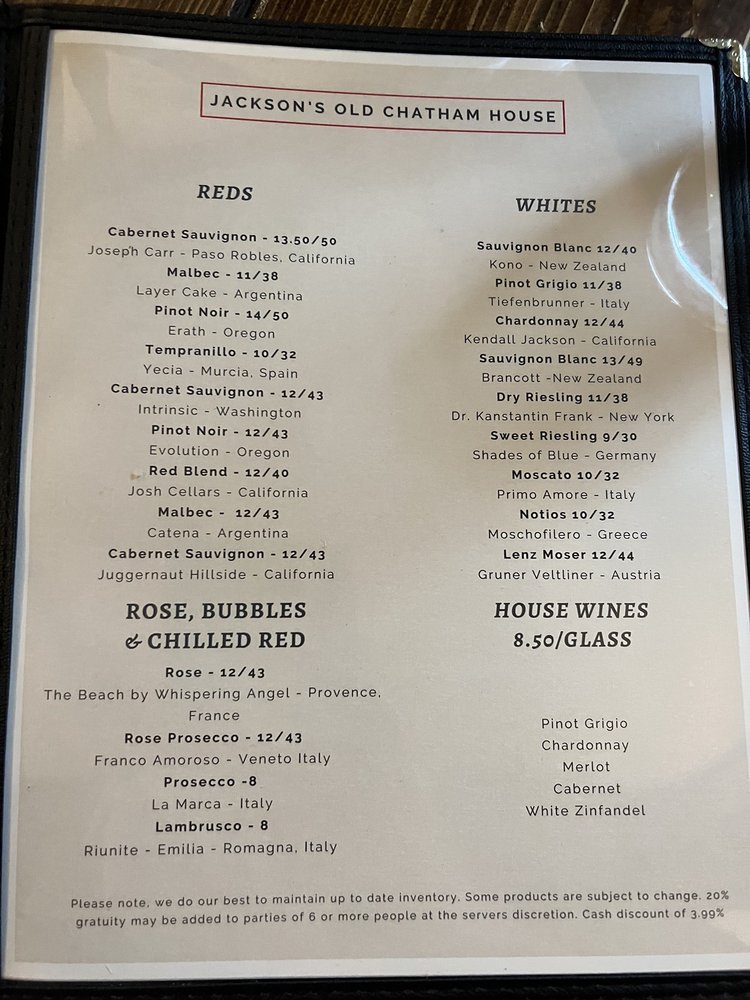 JACKSON'S OLD CHATHAM HOUSE
REDS
Cabernet Sauvignon - 13.50/50
Joseph Carr - Paso Robles, California
Malbec - 11/38
Layer Cake - Argentina
Pinot Noir - 14/50
Erath - Oregon
Tempranillo - 10/32
Yecia - Murcia, Spain
Cabernet Sauvignon - 12/43
Intrinsic - Washington
Pinot Noir - 12/43
Evolution - Oregon
Red Blend - 12/40
Josh Cellars - California
Malbec - 12/43
Catena - Argentina
Cabernet Sauvignon - 12/43
Juggernaut Hillside - California
ROSE, BUBBLES
& CHILLED RED
Rose - 12/43
The Beach by Whispering Angel - Provence,
France
Rose Prosecco - 12/43
Franco Amoroso - Veneto Italy
Prosecco -8
La Marca - Italy
Lambrusco - 8
Riunite - Emilia - Romagna, Italy
WHITES
Sauvignon Blanc 12/40
Kono - New Zealand
Pinot Grigio 11/38
Tiefenbrunner - Italy
Chardonnay 12/44
Kendall Jackson - California
Sauvignon Blanc 13/49
Brancott -New Zealand
Dry Riesling 11/38
Dr. Kanstantin Frank - New York
Sweet Riesling 9/30
Shades of Blue - Germany
Moscato 10/32
Primo Amore - Italy
Notios 10/32
Moschofilero - Greece
Lenz Moser 12/44
Gruner Veltliner - Austria
HOUSE WINES
8.50/GLASS
Pinot Grigio
Chardonnay
Merlot
Cabernet
White Zinfandel
Please note, we do our best to maintain up to date inventory. Some products are subject to change. 20%
gratuity may be added to parties of 6 or more people at the servers discretion. Cash discount of 3.99%